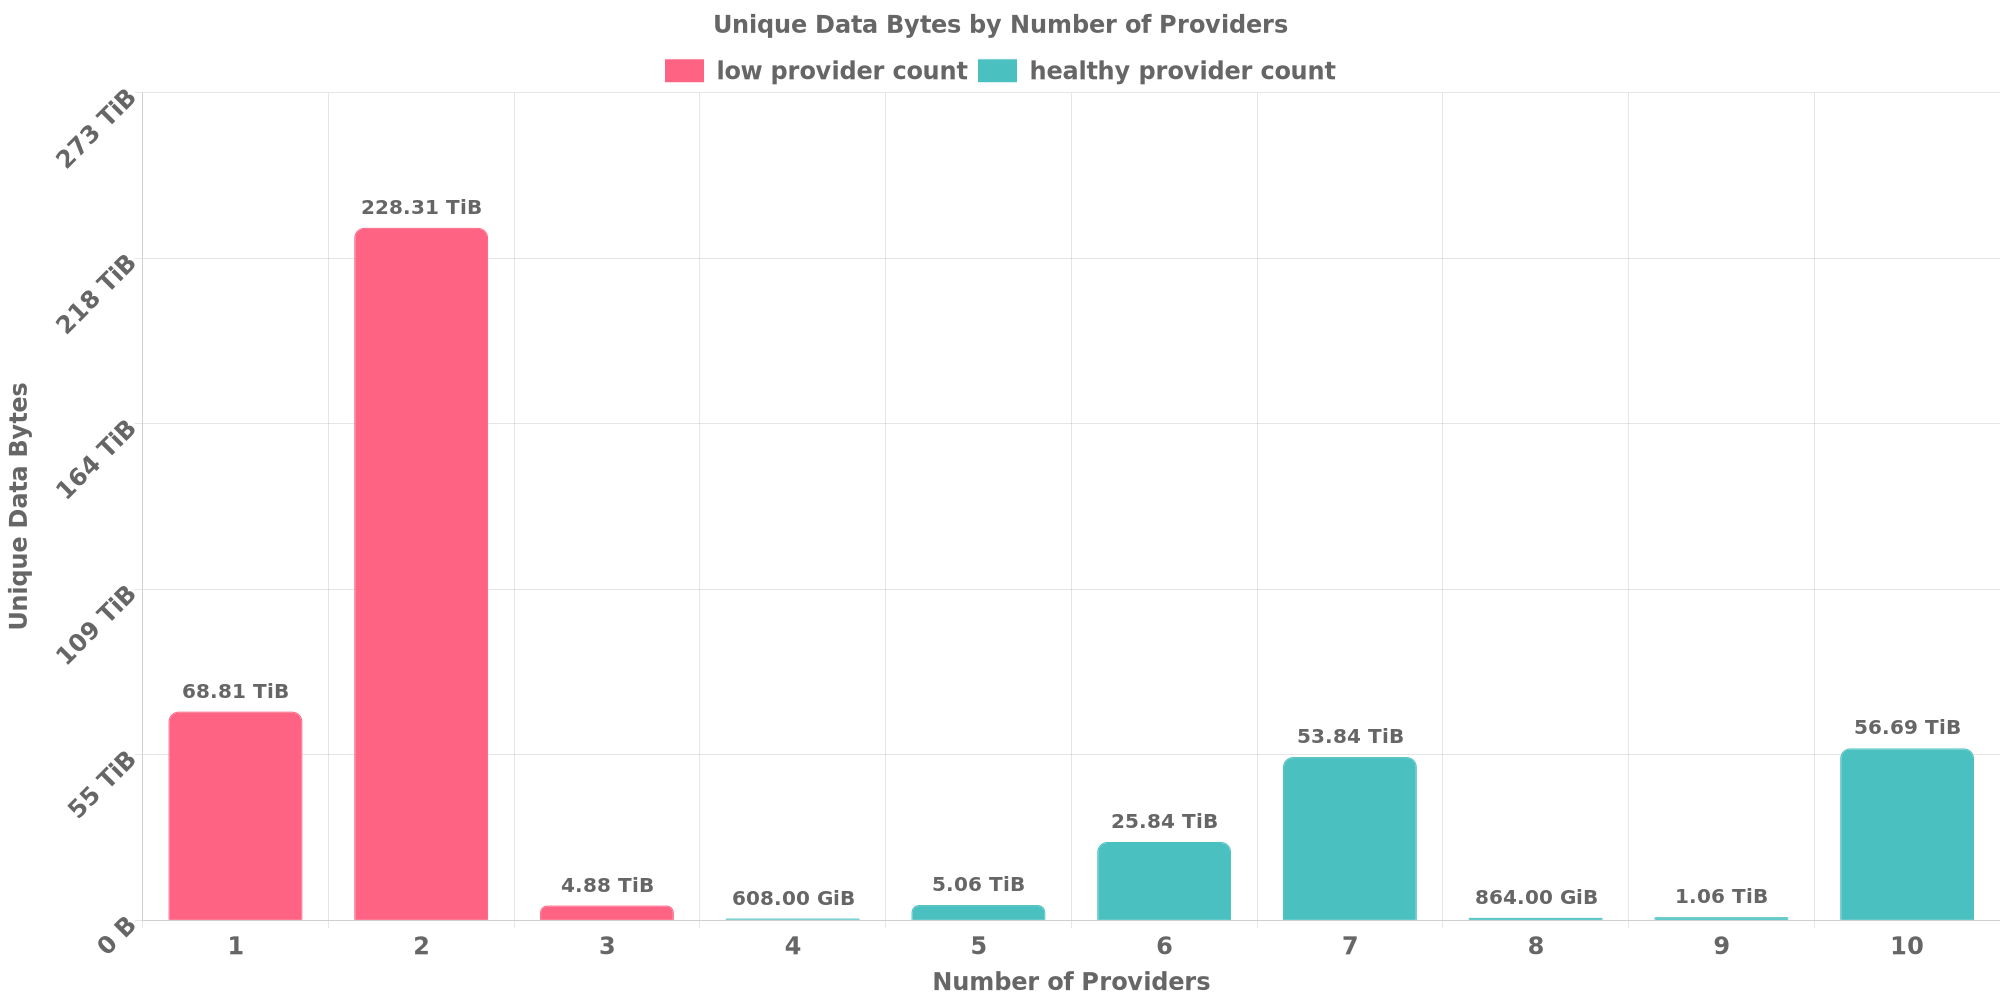 Unique Data Bytes by Number of Providers
low provider count
healthy provider count
273 TiB
218 TiB
164 TiB
109 TiB
55 TiB
0 B
Unique Data Bytes
68.81 TiB
228.31 TiB
4.88 TiB
608.00 GiB
5.06 TiB
25.84 TiB
53.84 TiB
864.00 GiB
1.06 TiB
56.69 TiB
1
2
3
4
5
6
7
8
9
10
Number of Providers